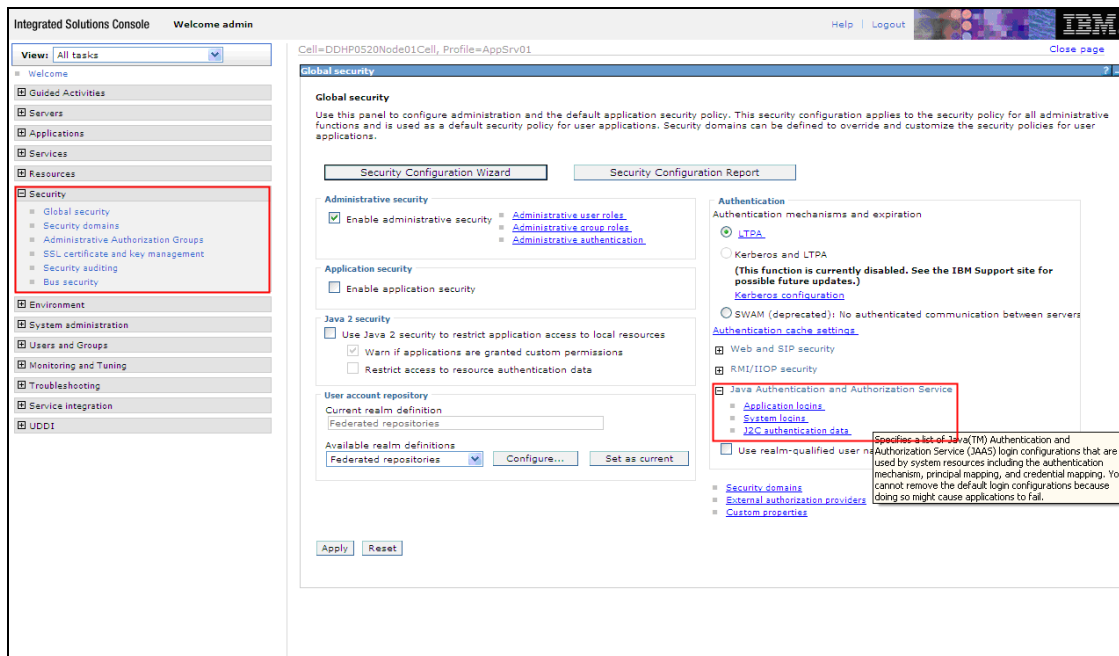 Integrated Solutions Console Welcome admin
Help | Logout
IBM
View: All tasks
Welcome
Guided Activities
Servers
Applications
Services
Resources
Security
Global security
Security domains
Administrative Authorization Groups
SSL certificate and key management
Security auditing
Bus security
Environment
System administration
Users and Groups
Monitoring and Tuning
Troubleshooting
Service integration
UDDI
Cell=DDHP0520Node01Cell, Profile=AppSrv01
Close page
Global security
? _
Global security
Use this panel to configure administration and the default application security policy. This security configuration applies to the security policy for all administrative
functions and is used as a default security policy for user applications. Security domains can be defined to override and customize the security policies for user
applications.
Security Configuration Wizard
Security Configuration Report
Administrative security
Enable administrative security
Administrative user roles
Administrative group roles
Administrative authentication
Application security
Enable application security
Java 2 security
Use Java 2 security to restrict application access to local resources
Warn if applications are granted custom permissions
Restrict access to resource authentication data
User account repository
Current realm definition
Federated repositories
Available realm definitions
Federated repositories
Configure...
Set as current
Apply
Reset
Authentication
Authentication mechanisms and expiration
LTPA
Kerberos and LTPA
(This function is currently disabled. See the IBM Support site for
possible future updates.)
Kerberos configuration
SWAM (deprecated): No authenticated communication between servers
Authentication cache settings
Web and SIP security
RMI/IIOP security
Java Authentication and Authorization Service
Application logins
System logins
J2C authentication data
Use realm-qualified user na
Specifies a list of Java(TM) Authentication and
Authorization Service (JAAS) login configurations that are
used by system resources including the authentication
mechanism, principal mapping, and credential mapping. Yo
cannot remove the default login configurations because
doing so might cause applications to fail.
Security domains
External authorization providers
Custom properties